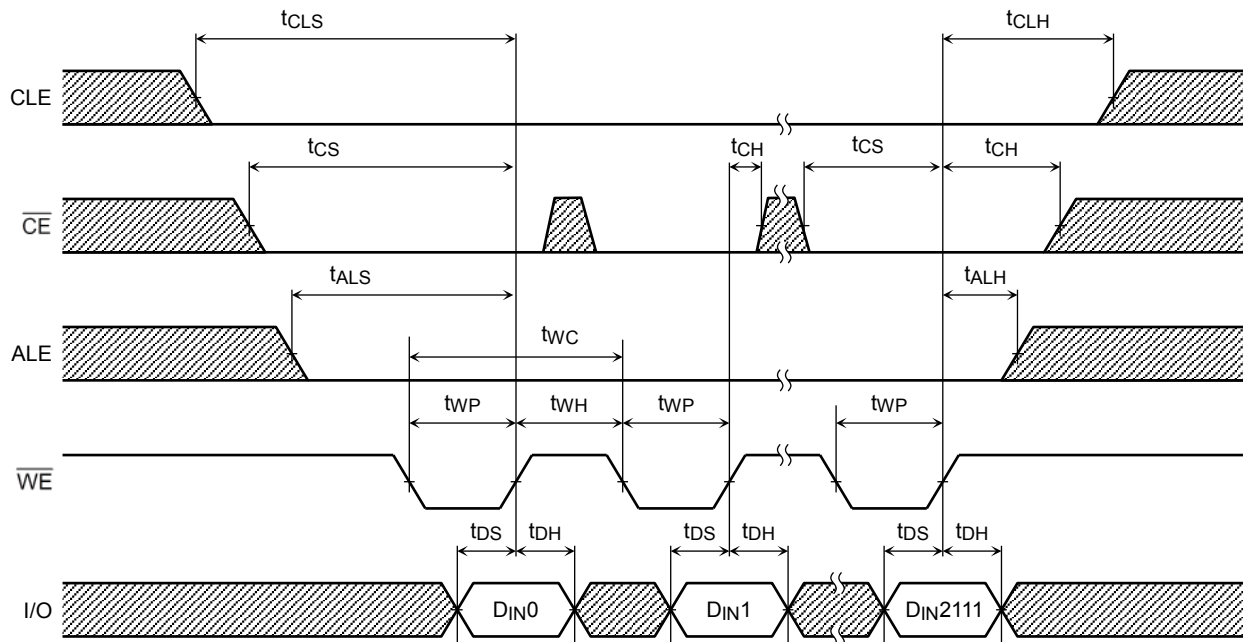 tCLS tCLH
CLE
tCS tCH tCS tCH
CE
tALS tALH
ALE
tWC
tWP tWH tWP tWP
WE
tDS tDH tDS tDH tDS tDH
I/O DIN0 DIN1 DIN2111